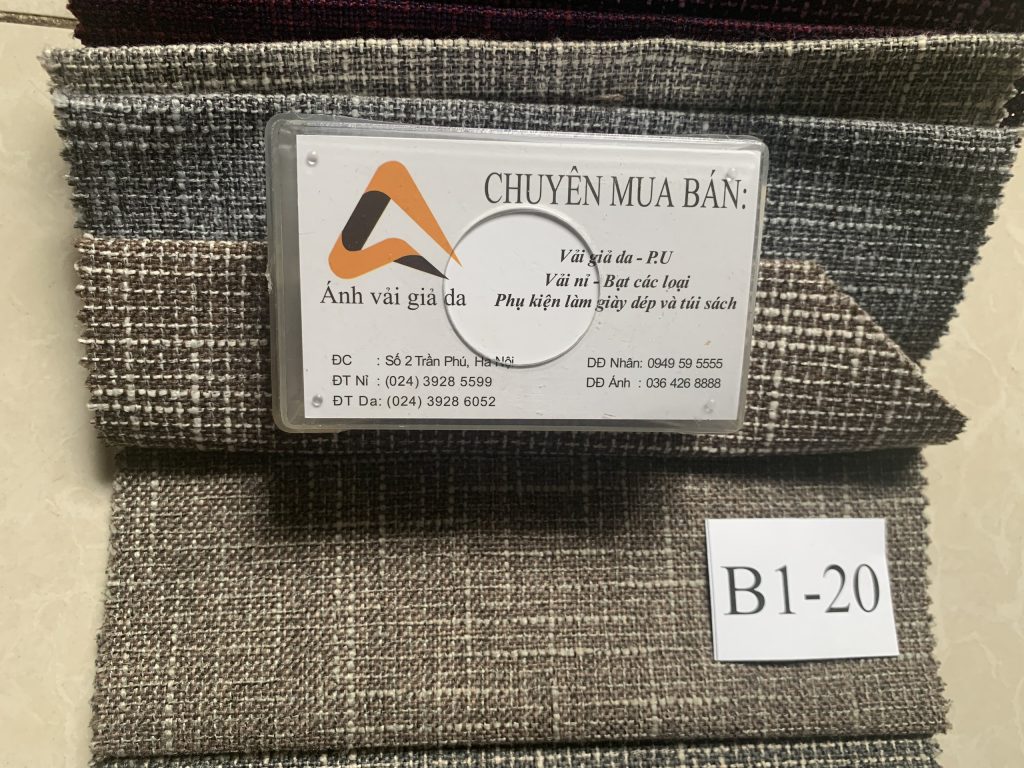 CHUYÊN MUA BÁN:
Vải giả da - P.U
Vải nỉ - Bạt các loại
Phụ kiện làm giày dép và túi sách
Ánh vải giả da
ĐC : Số 2 Trần Phú, Hà Nội
ĐT Nỉ : (024) 3928 5599
ĐT Da: (024) 3928 6052
DĐ Nhân: 0949 59 5555
DĐ Ánh : 036 426 8888
B1-20